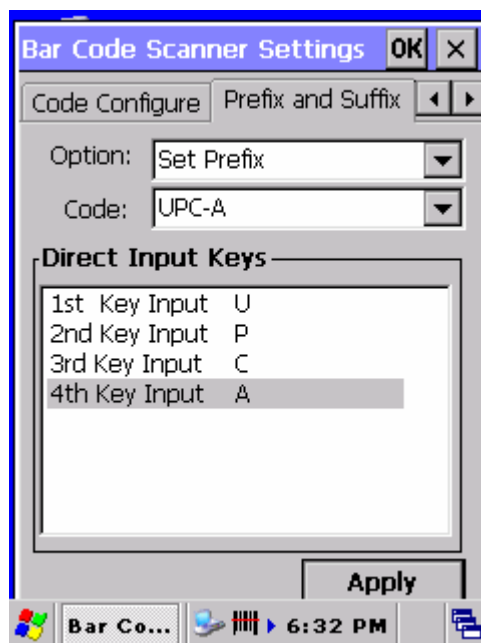 Bar Code Scanner Settings OK ×
Code Configure Prefix and Suffix
Option: Set Prefix
Code: UPC-A
Direct Input Keys
1st Key Input U
2nd Key Input P
3rd Key Input C
4th Key Input A
Apply
Bar Co... 6:32 PM